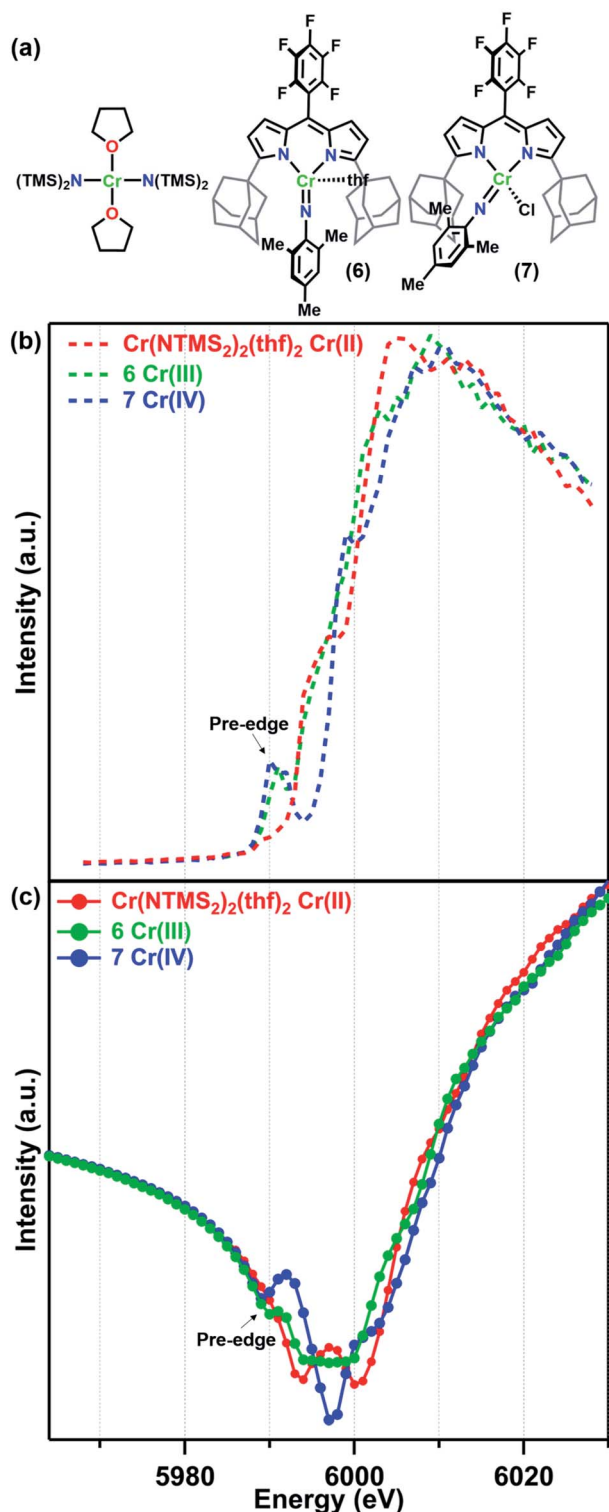 (a)
F
F F
F F
N N
O
(TMS)₂N Cr N(TMS)₂
O
Cr thf
N
Me Me
Me
(6)
F
F F
F F
N N
Cr
N Cl
Me
Me
Me
(7)
(b)
Cr(NTMS₂)₂(thf)₂ Cr(II)
6 Cr(III)
7 Cr(IV)
Intensity (a.u.)
Pre-edge
(c)
Cr(NTMS₂)₂(thf)₂ Cr(II)
6 Cr(III)
7 Cr(IV)
Intensity (a.u.)
Pre-edge
5980 6000 6020
Energy (eV)